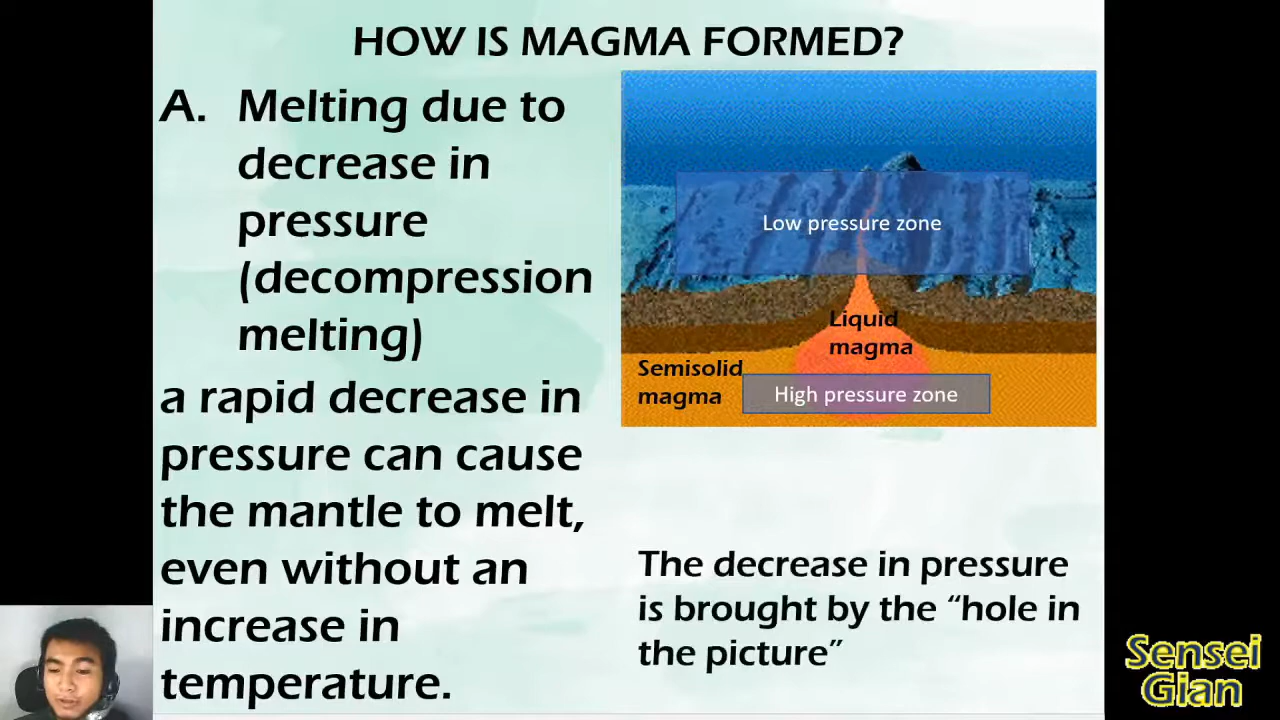 HOW IS MAGMA FORMED?
A. Melting due to
decrease in
pressure
(decompression
melting)
a rapid decrease in
pressure can cause
the mantle to melt,
even without an
increase in
temperature.
Low pressure zone
Liquid
magma
Semisolid
magma
High pressure zone
The decrease in pressure
is brought by the “hole in
the picture”
Sensei
Gian